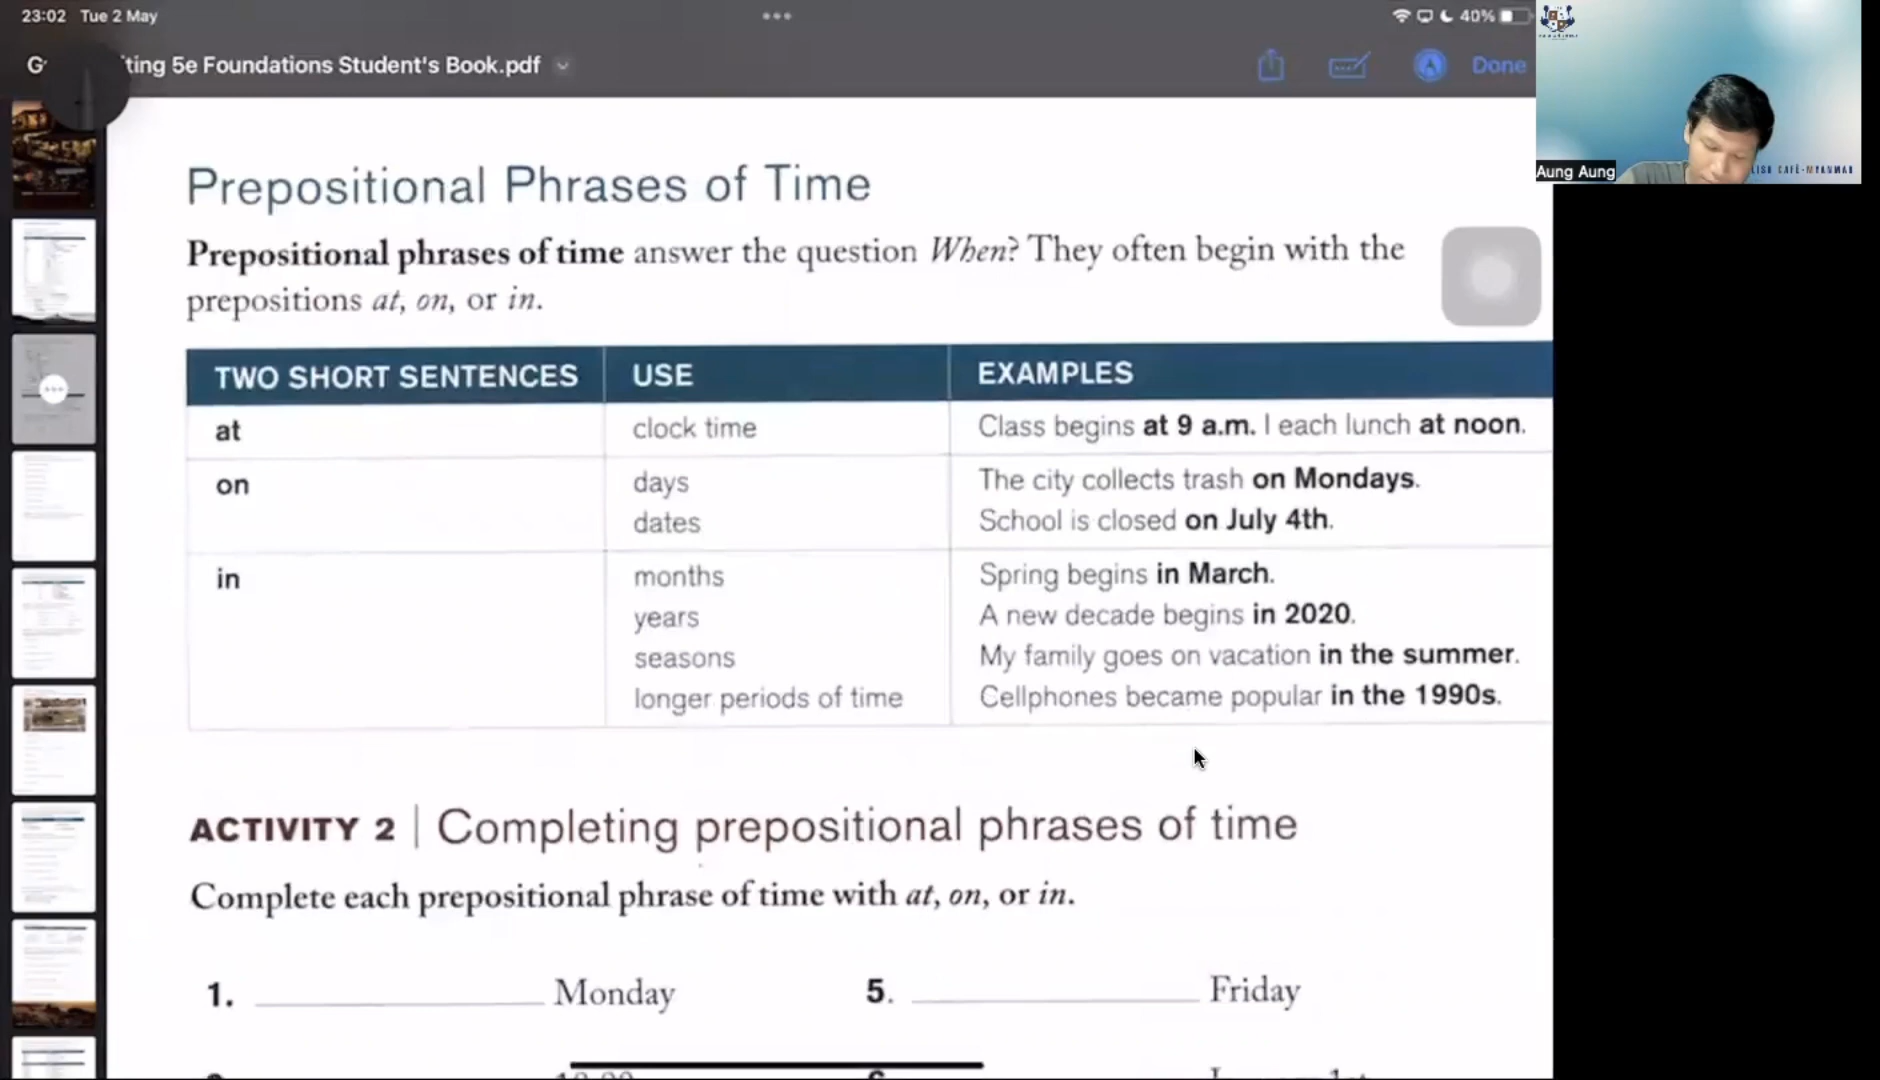 23:02 Tue 2 May
40%
ting 5e Foundations Student's Book.pdf
Done
Aung Aung
CAFÉ-MYANMAR
Prepositional Phrases of Time
Prepositional phrases of time answer the question When? They often begin with the
prepositions at, on, or in.
TWO SHORT SENTENCES USE EXAMPLES
at clock time Class begins at 9 a.m. I each lunch at noon.
on days The city collects trash on Mondays.
dates School is closed on July 4th.
in months Spring begins in March.
years A new decade begins in 2020.
seasons My family goes on vacation in the summer.
longer periods of time Cellphones became popular in the 1990s.
ACTIVITY 2 | Completing prepositional phrases of time
Complete each prepositional phrase of time with at, on, or in.
1. Monday 5. Friday